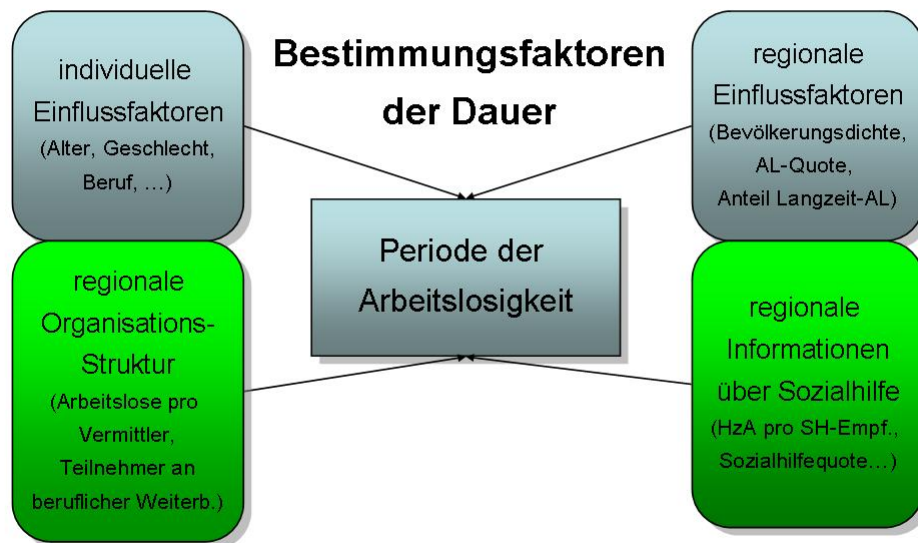 Bestimmungsfaktoren
der Dauer
individuelle
Einflussfaktoren
(Alter, Geschlecht,
Beruf, …)
regionale
Einflussfaktoren
(Bevölkerungsdichte,
AL-Quote,
Anteil Langzeit-AL)
Periode der
Arbeitslosigkeit
regionale
Organisations-
Struktur
(Arbeitslose pro
Vermittler,
Teilnehmer an
beruflicher Weiterb.)
regionale
Informationen
über Sozialhilfe
(HzA pro SH-Empf.,
Sozialhilfequote…)